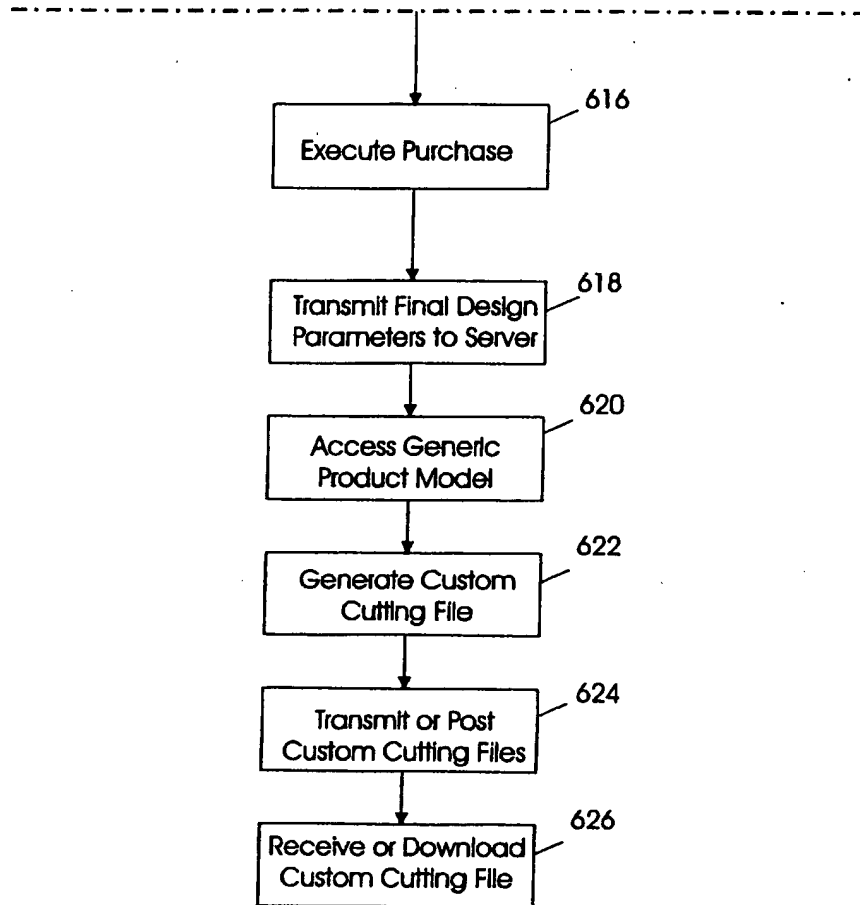 616
Execute Purchase
618
Transmit Final Design
Parameters to Server
620
Access Generic
Product Model
622
Generate Custom
Cutting File
624
Transmit or Post
Custom Cutting Files
626
Receive or Download
Custom Cutting File